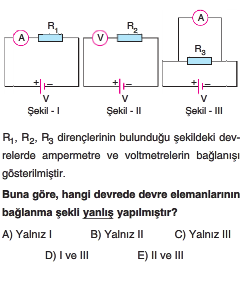 R₁ R₂ A
A V R₃
+ − + − + −
V V V
Şekil - I Şekil - II Şekil - III
R₁, R₂, R₃ dirençlerinin bulunduğu şekildeki dev-
relerde ampermetre ve voltmetrelerin bağlanışı
gösterilmiştir.
Buna göre, hangi devrede devre elemanlarının
bağlanma şekli yanlış yapılmıştır?
A) Yalnız I B) Yalnız II C) Yalnız III
D) I ve III E) II ve III